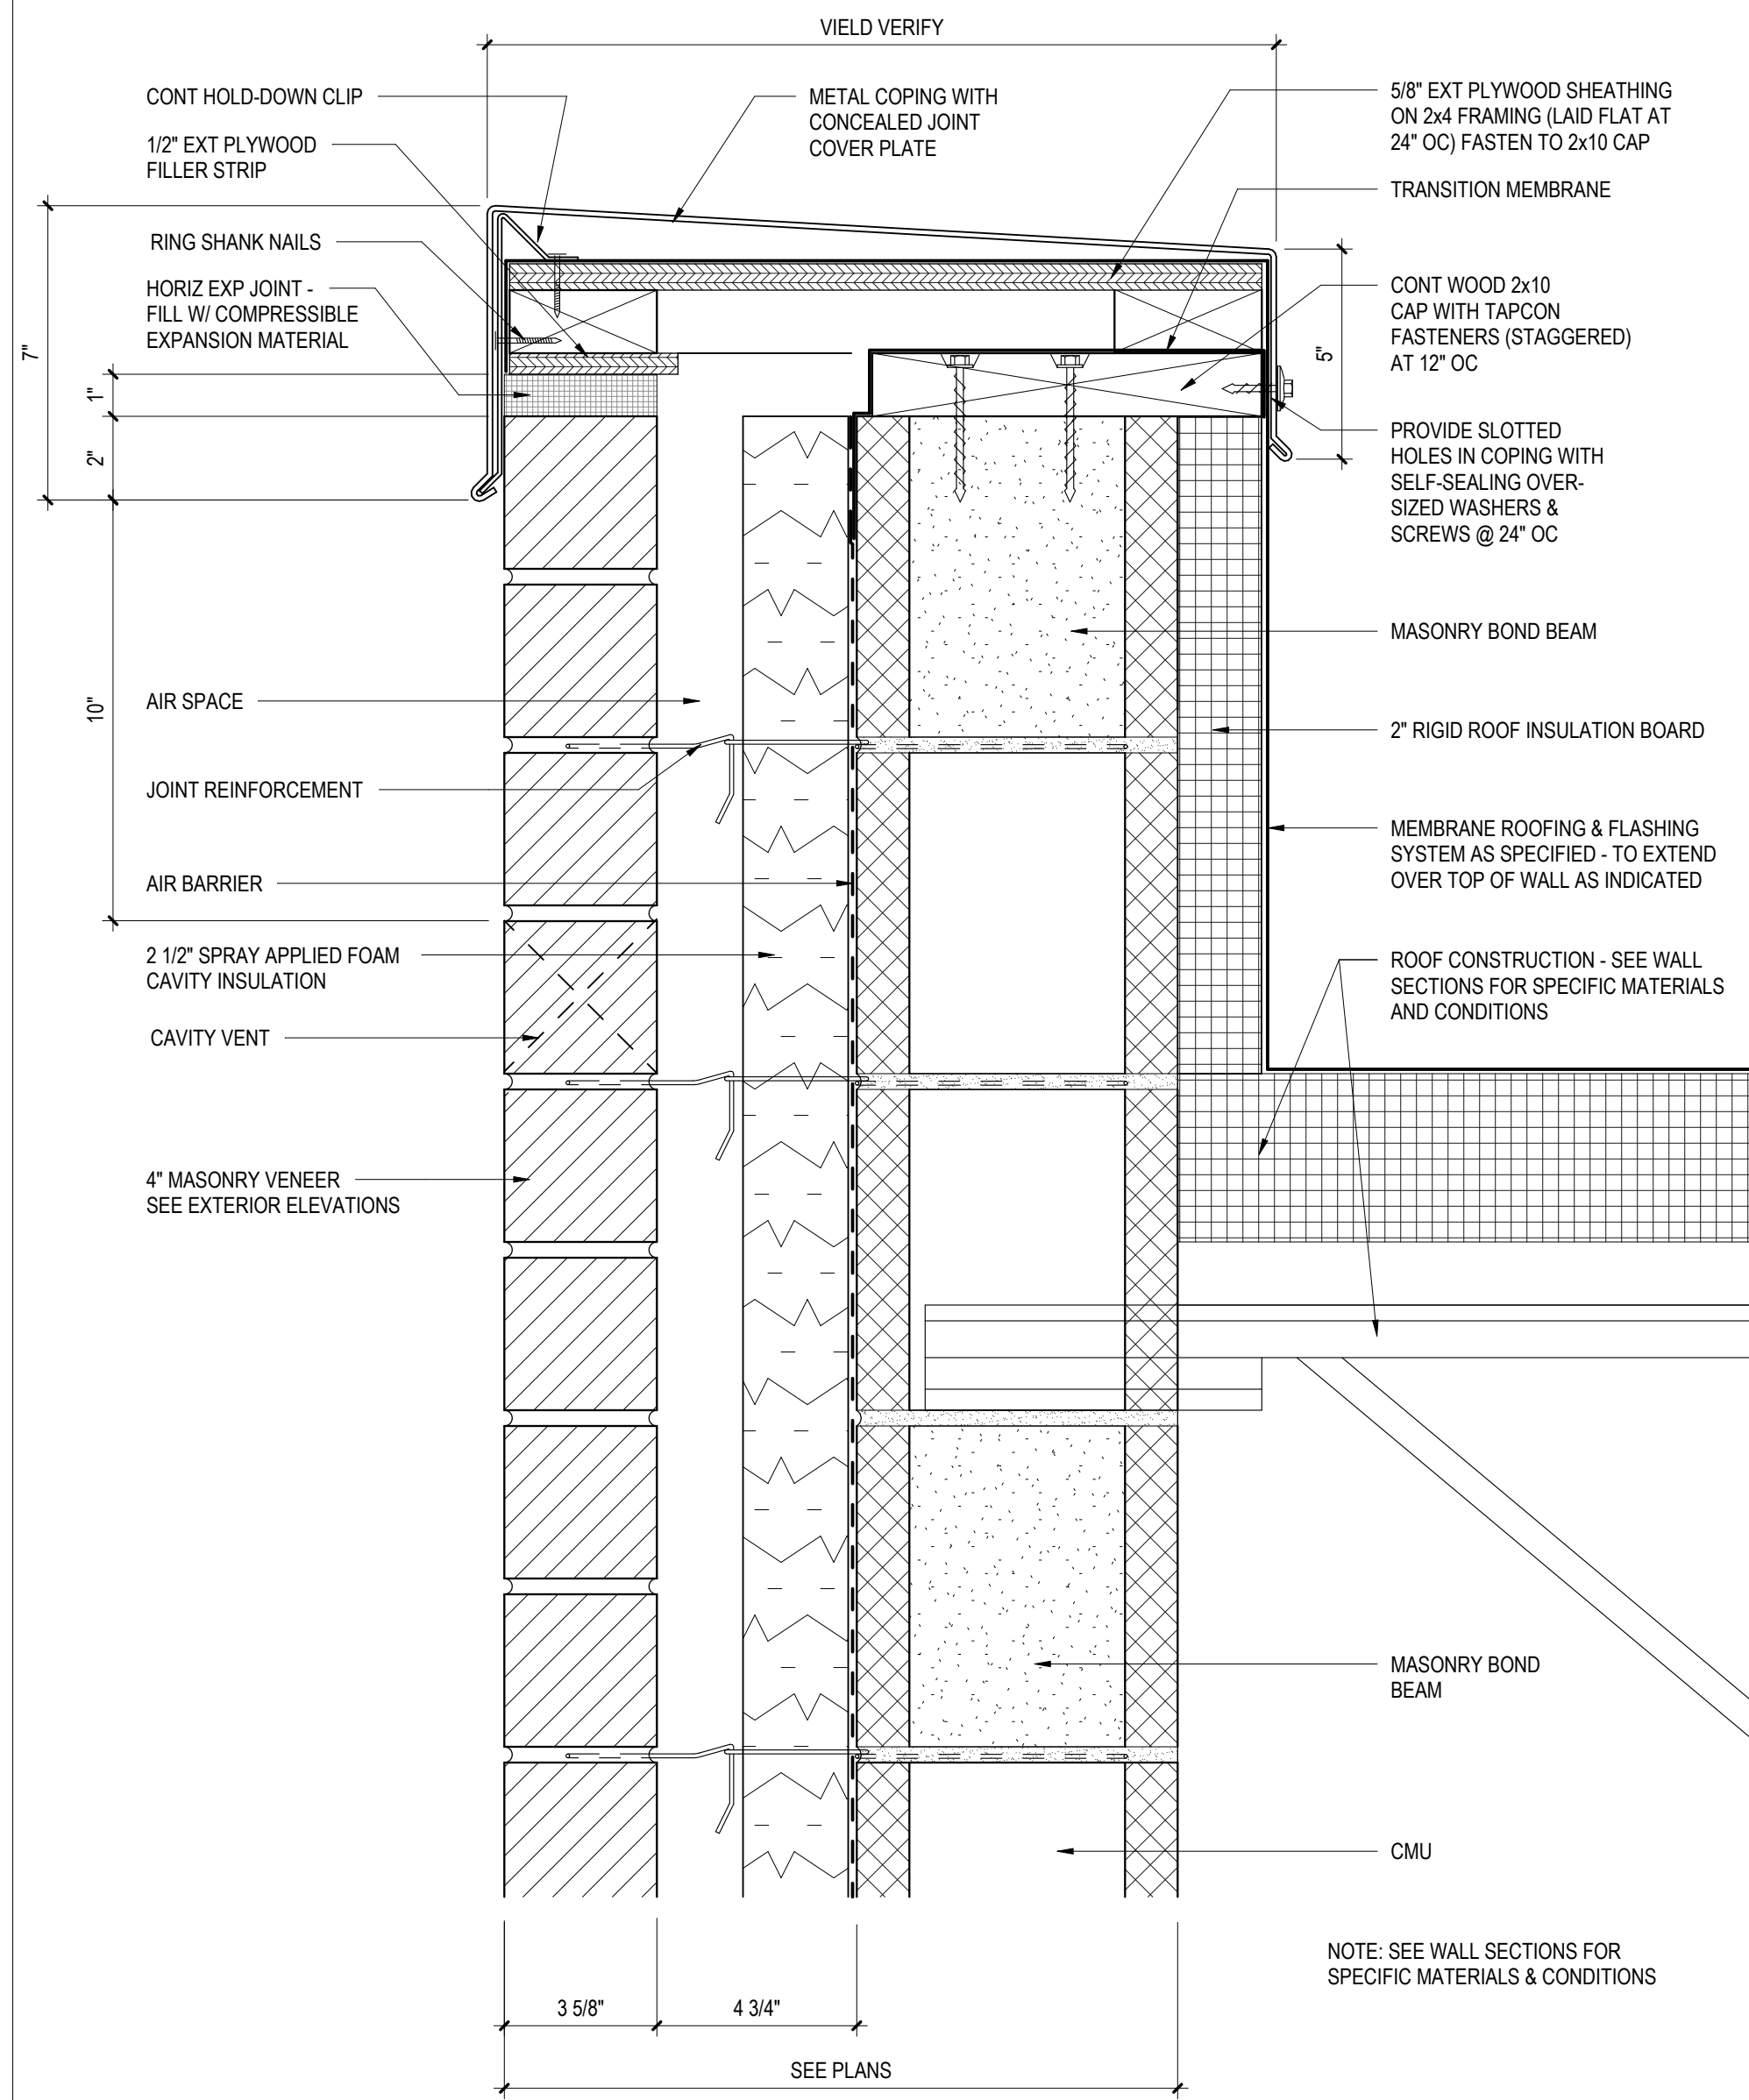 VIELD VERIFY
CONT HOLD-DOWN CLIP
1/2" EXT PLYWOOD
FILLER STRIP
RING SHANK NAILS
HORIZ EXP JOINT -
FILL W/ COMPRESSIBLE
EXPANSION MATERIAL
METAL COPING WITH
CONCEALED JOINT
COVER PLATE
5/8" EXT PLYWOOD SHEATHING
ON 2x4 FRAMING (LAID FLAT AT
24" OC) FASTEN TO 2x10 CAP
TRANSITION MEMBRANE
CONT WOOD 2x10
CAP WITH TAPCON
FASTENERS (STAGGERED)
AT 12" OC
PROVIDE SLOTTED
HOLES IN COPING WITH
SELF-SEALING OVER-
SIZED WASHERS &
SCREWS @ 24" OC
7"
1"
2"
10"
5"
AIR SPACE
JOINT REINFORCEMENT
AIR BARRIER
2 1/2" SPRAY APPLIED FOAM
CAVITY INSULATION
CAVITY VENT
4" MASONRY VENEER
SEE EXTERIOR ELEVATIONS
MASONRY BOND BEAM
2" RIGID ROOF INSULATION BOARD
MEMBRANE ROOFING & FLASHING
SYSTEM AS SPECIFIED - TO EXTEND
OVER TOP OF WALL AS INDICATED
ROOF CONSTRUCTION - SEE WALL
SECTIONS FOR SPECIFIC MATERIALS
AND CONDITIONS
MASONRY BOND
BEAM
CMU
NOTE: SEE WALL SECTIONS FOR
SPECIFIC MATERIALS & CONDITIONS
3 5/8"
4 3/4"
SEE PLANS